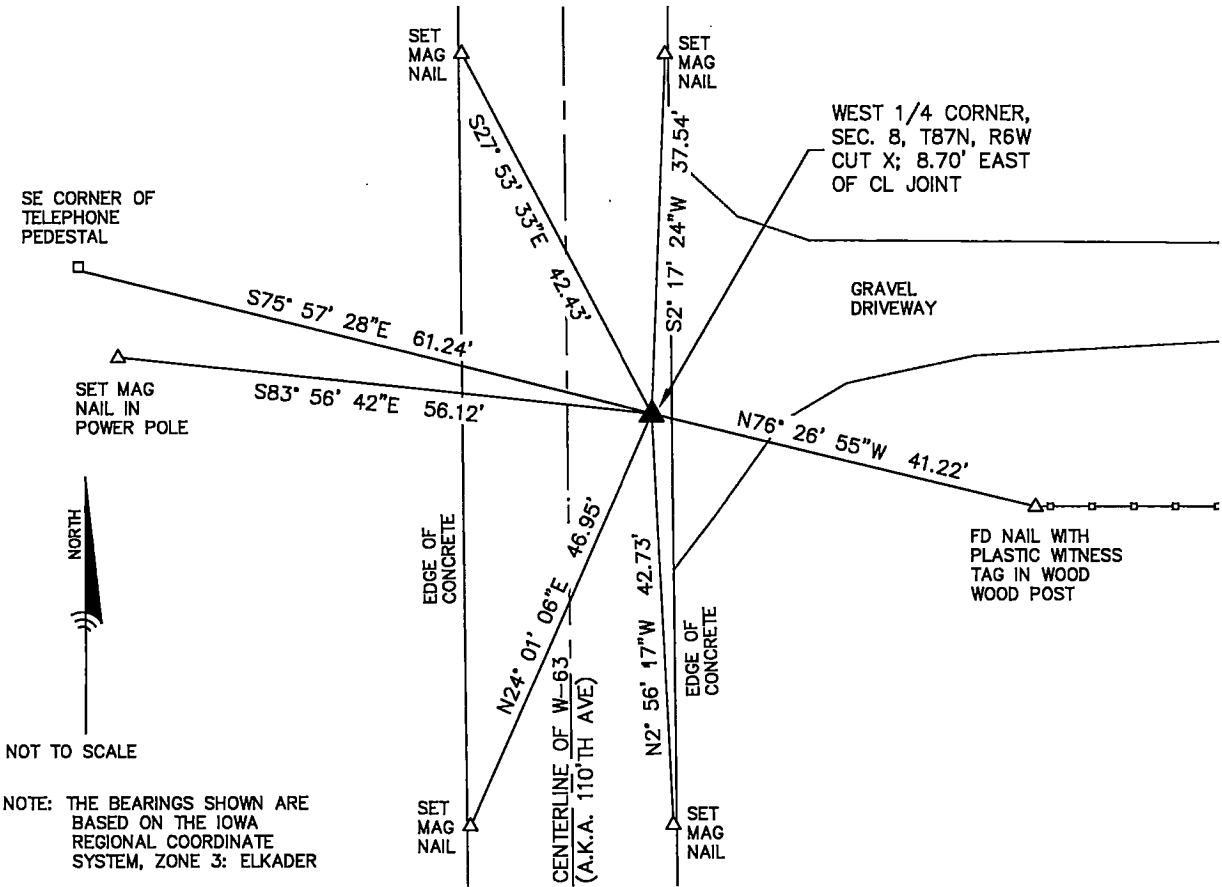 SET
MAG
NAIL
SET
MAG
NAIL
WEST 1/4 CORNER,
SEC. 8, T87N, R6W
CUT X; 8.70' EAST
OF CL JOINT
S27° 53' 33"E 42.43'
S2° 17' 24"W 37.54'
SE CORNER OF
TELEPHONE
PEDESTAL
S75° 57' 28"E 61.24'
GRAVEL
DRIVEWAY
SET MAG
NAIL IN
POWER POLE
S83° 56' 42"E 56.12'
N76° 26' 55"W 41.22'
NORTH
EDGE OF
CONCRETE
N24° 01' 06"E 46.95'
N2° 56' 17"W 42.73'
EDGE OF
CONCRETE
FD NAIL WITH
PLASTIC WITNESS
TAG IN WOOD
WOOD POST
CENTERLINE OF W-63
(A.K.A. 110'TH AVE)
NOT TO SCALE
NOTE: THE BEARINGS SHOWN ARE
BASED ON THE IOWA
REGIONAL COORDINATE
SYSTEM, ZONE 3: ELKADER
SET
MAG
NAIL
SET
MAG
NAIL